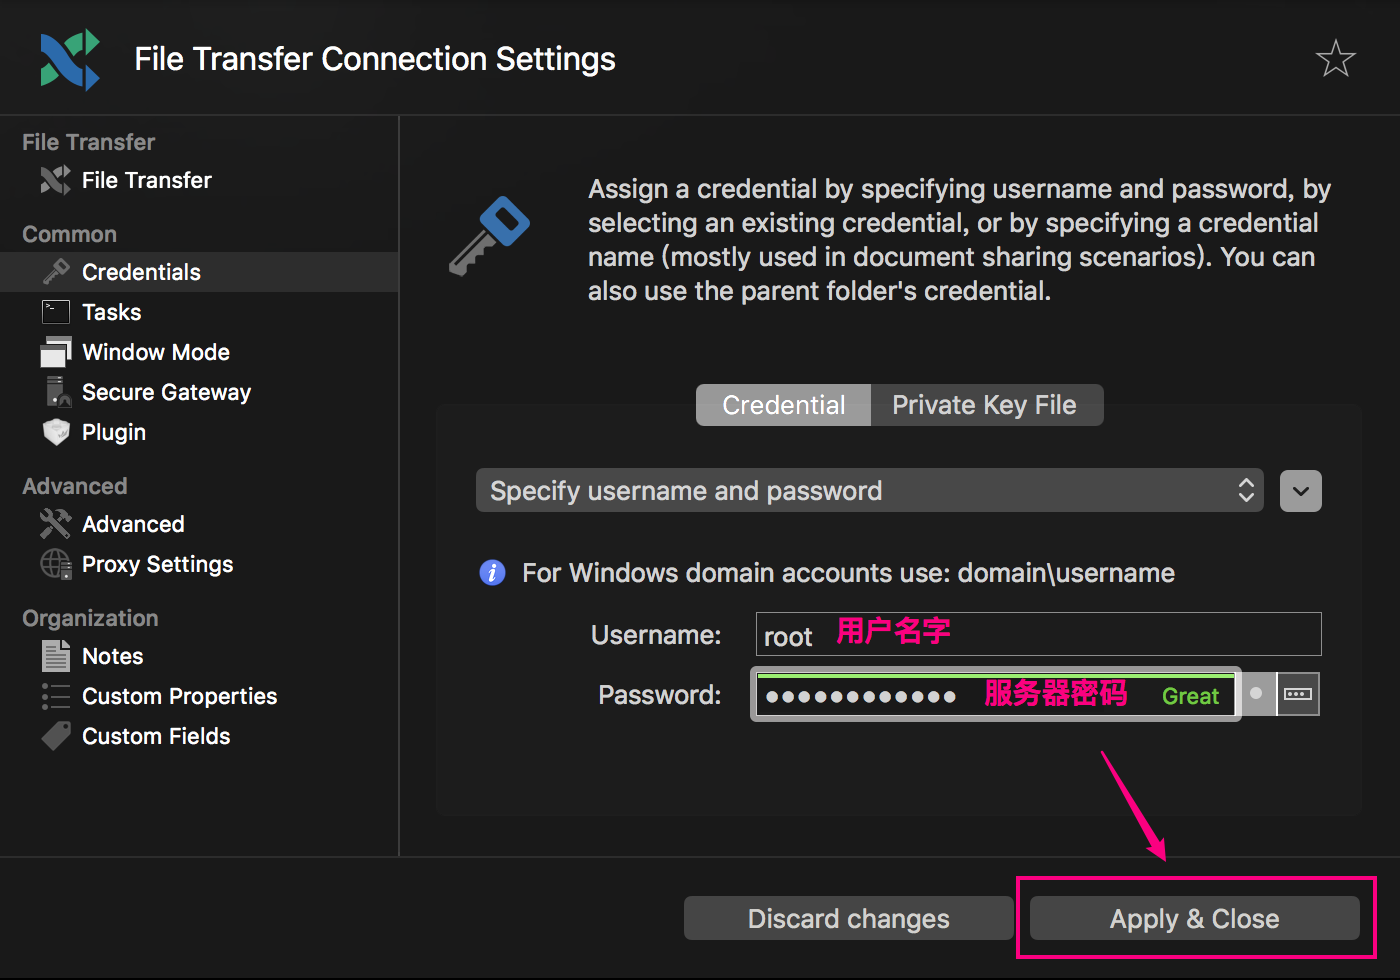 File Transfer Connection Settings
File Transfer
File Transfer
Common
Credentials
Tasks
Window Mode
Secure Gateway
Plugin
Advanced
Advanced
Proxy Settings
Organization
Notes
Custom Properties
Custom Fields
Assign a credential by specifying username and password, by
selecting an existing credential, or by specifying a credential
name (mostly used in document sharing scenarios). You can
also use the parent folder's credential.
Credential Private Key File
Specify username and password
For Windows domain accounts use: domain\username
Username: root 用户名字
Password: ●●●●●●●●●●●● 服务器密码 Great
Discard changes Apply & Close